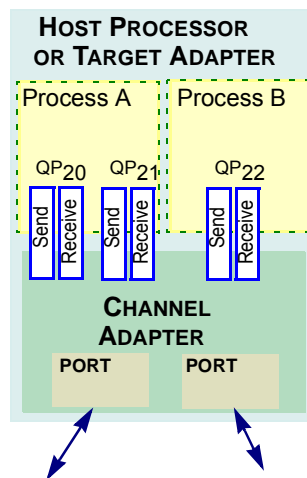 HOST PROCESSOR
OR TARGET ADAPTER
Process A
Process B
QP20
QP21
QP22
Send
Receive
Send
Receive
Send
Receive
CHANNEL
ADAPTER
PORT
PORT